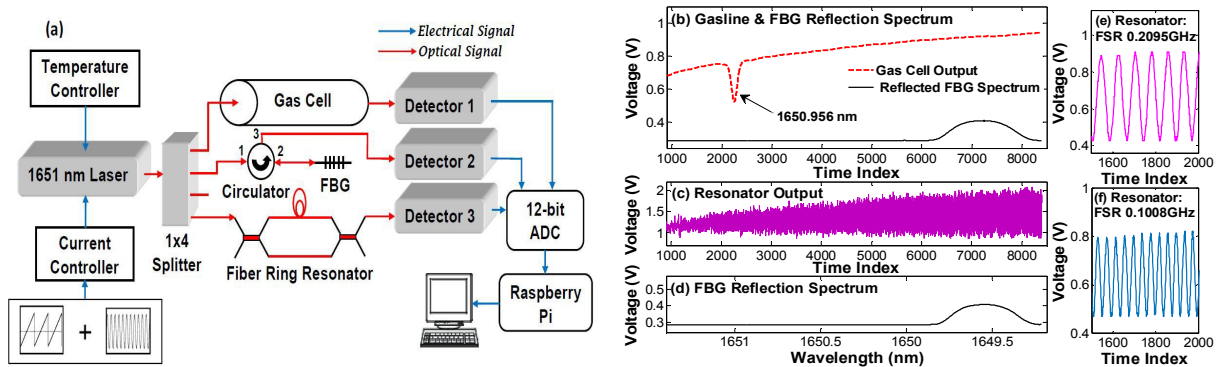 (a)
Electrical Signal
Optical Signal
Temperature
Controller
1651 nm Laser
Current
Controller
+
1x4
Splitter
Gas Cell
3
1
2
Circulator
FBG
Fiber Ring Resonator
Detector 1
Detector 2
Detector 3
12-bit
ADC
Raspberry
Pi
(b) Gasline & FBG Reflection Spectrum
Voltage (V)
1
0.8
0.6
0.4
Gas Cell Output
Reflected FBG Spectrum
1650.956 nm
1000 2000 3000 4000 5000 6000 7000 8000
Time Index
(c) Resonator Output
Voltage (V)
2
1.5
1
1000 2000 3000 4000 5000 6000 7000 8000
Time Index
(d) FBG Reflection Spectrum
Voltage (V)
0.5
0.4
0.3
1651 1650.5 1650 1649.5
Wavelength (nm)
(e) Resonator:
FSR 0.2095GHz
Voltage (V)
1
0.8
0.6
0.4
1500 1600 1700 1800 1900 2000
Time Index
(f) Resonator:
FSR 0.1008GHz
Voltage (V)
1
0.8
0.6
0.4
1500 1600 1700 1800 1900 2000
Time Index